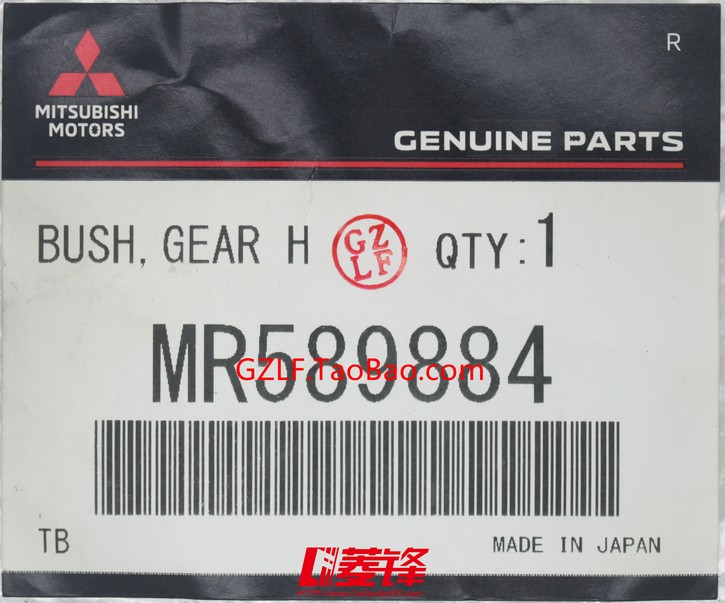 R
MITSUBISHI
MOTORS
GENUINE PARTS
BUSH, GEAR H
GZ
LF
QTY:1
MR589884
GZLF.TaoBao.com
TB
MADE IN JAPAN
菱锋